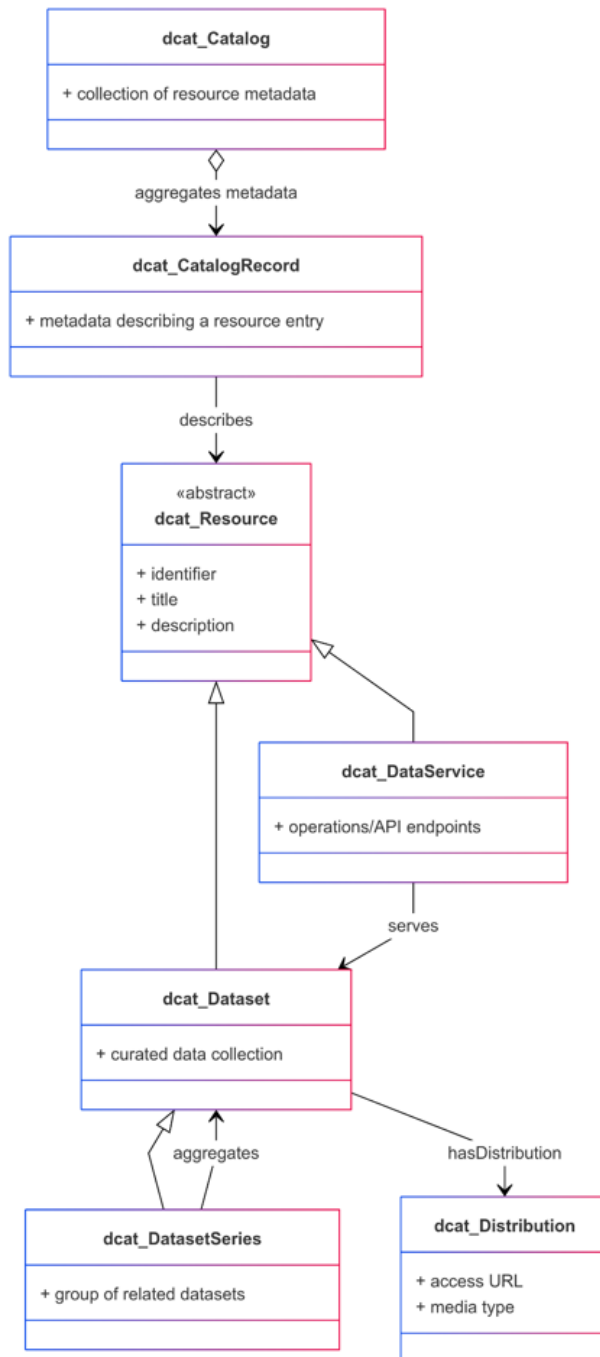 dcat_Catalog
+ collection of resource metadata
aggregates metadata
dcat_CatalogRecord
+ metadata describing a resource entry
describes
«abstract»
dcat_Resource
+ identifier
+ title
+ description
dcat_DataService
+ operations/API endpoints
serves
dcat_Dataset
+ curated data collection
aggregates
hasDistribution
dcat_DatasetSeries
+ group of related datasets
dcat_Distribution
+ access URL
+ media type